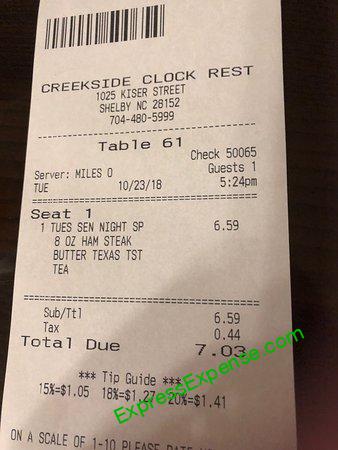 CREEKSIDE CLOCK REST
1025 KISER STREET
SHELBY NC 28152
704-480-5999
Table 61
Check 50065
Server: MILES O Guests 1
TUE 10/23/18 5:24pm
Seat 1
1 TUES SEN NIGHT SP 6.59
8 OZ HAM STEAK
BUTTER TEXAS TST
TEA
Sub/Ttl 6.59
Tax 0.44
Total Due 7.03
*** Tip Guide ***
15%=$1.05 18%=$1.27 20%=$1.41
ExpressExpense.com
ON A SCALE OF 1-10 PLEASE RATE